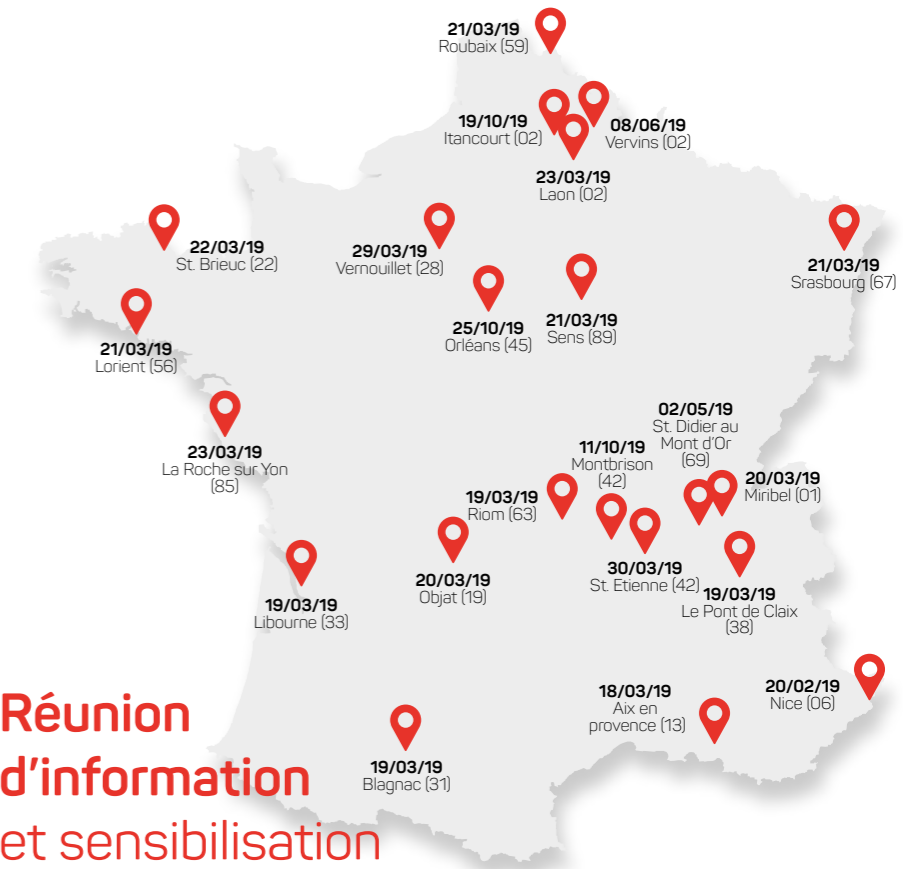 21/03/19
Roubaix (59)
19/10/19
Itancourt (02)
08/06/19
Vervins (02)
23/03/19
Laon (02)
22/03/19
St. Brieuc (22)
29/03/19
Vernouillet (28)
21/03/19
Srasbourg (67)
25/10/19
Orléans (45)
21/03/19
Sens (89)
21/03/19
Lorient (56)
23/03/19
La Roche sur Yon
(85)
02/05/19
St. Didier au
Mont d'Or
(69)
11/10/19
Montbrison
(42)
20/03/19
Miribel (01)
19/03/19
Riom (63)
30/03/19
St. Etienne (42)
20/03/19
Objat (19)
19/03/19
Le Pont de Claix
(38)
19/03/19
Libourne (33)
20/02/19
Nice (06)
18/03/19
Aix en
provence (13)
19/03/19
Blagnac (31)
Réunion
d'information
et sensibilisation